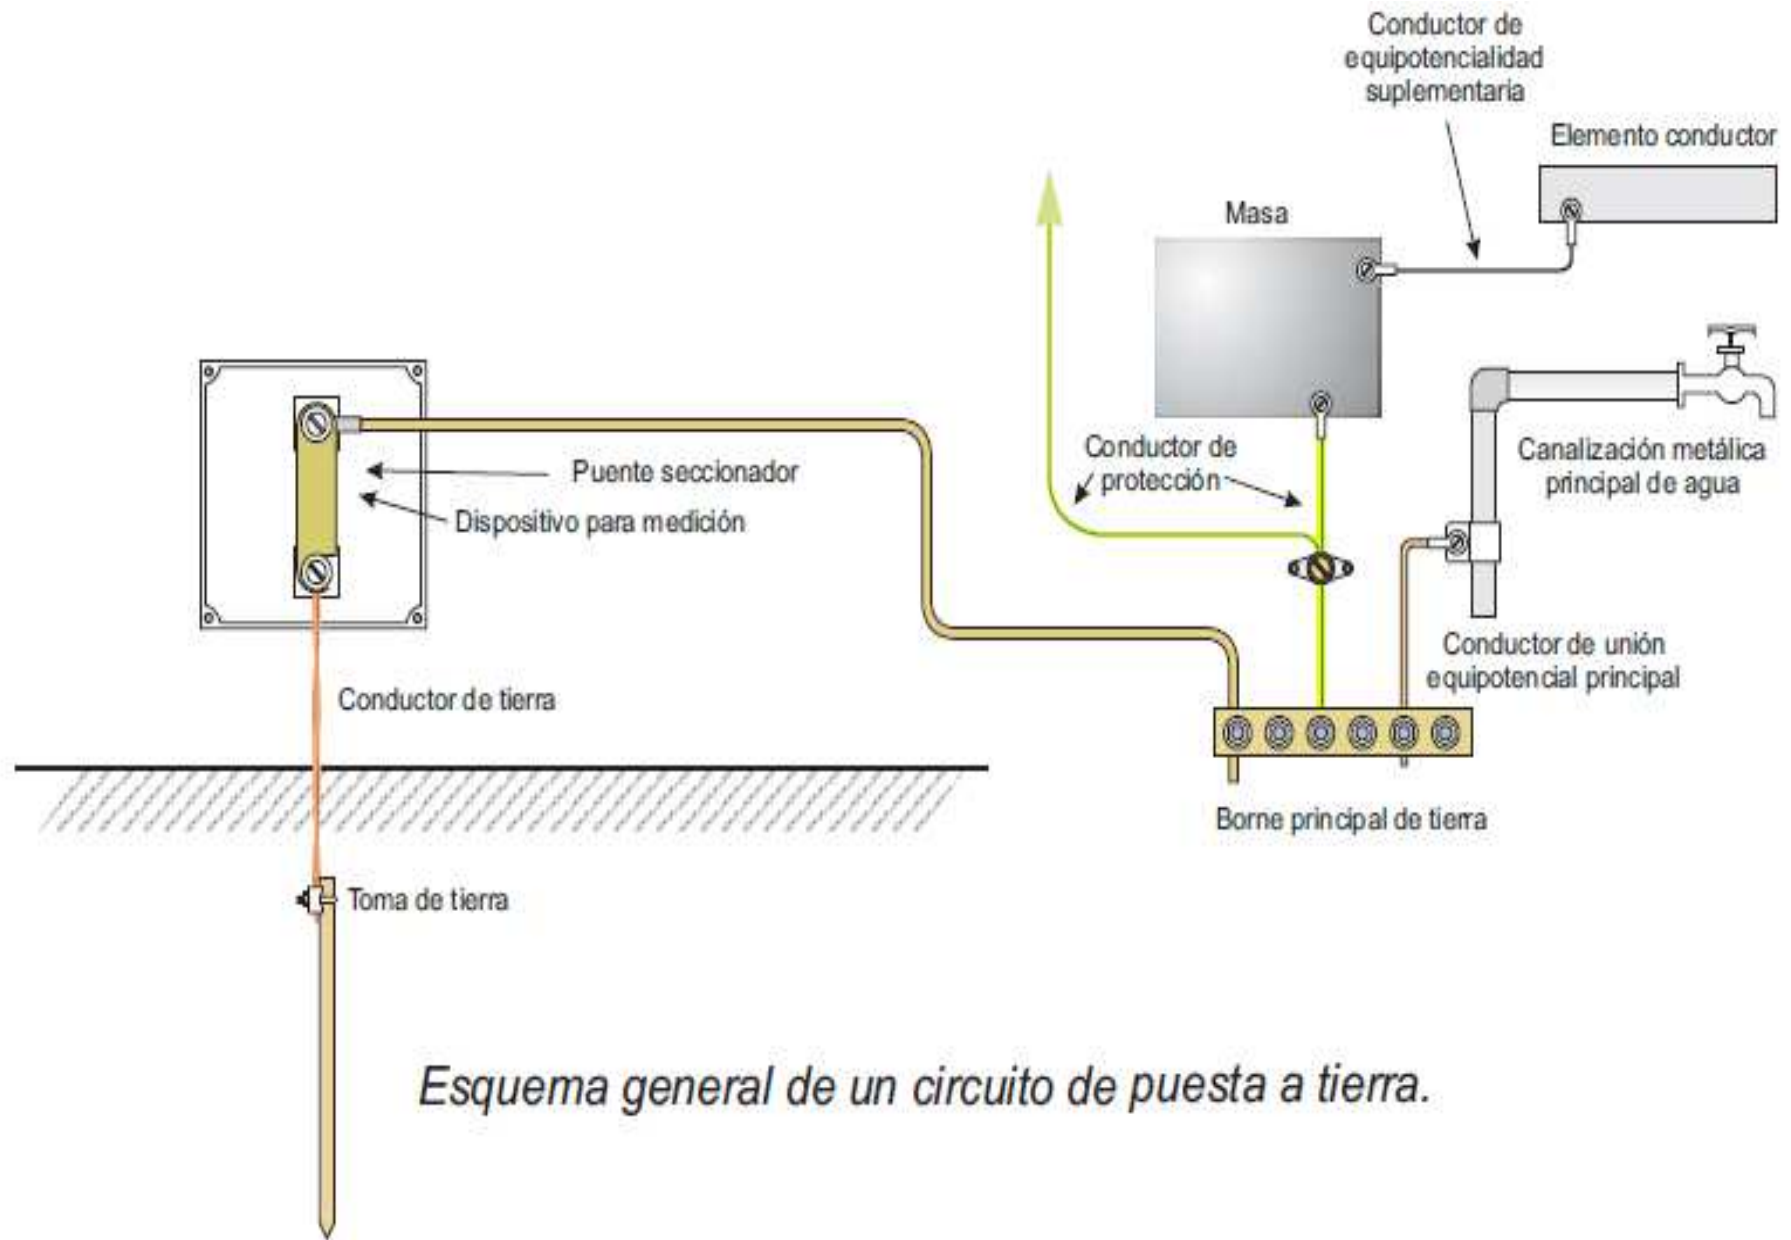 Conductor de
equipotencialidad
suplementaria
Elemento conductor
Masa
Conductor de
protección
Canalización metálica
principal de agua
Puente seccionador
Dispositivo para medición
Conductor de unión
equipotencial principal
Conductor de tierra
Borne principal de tierra
Toma de tierra
Esquema general de un circuito de puesta a tierra.